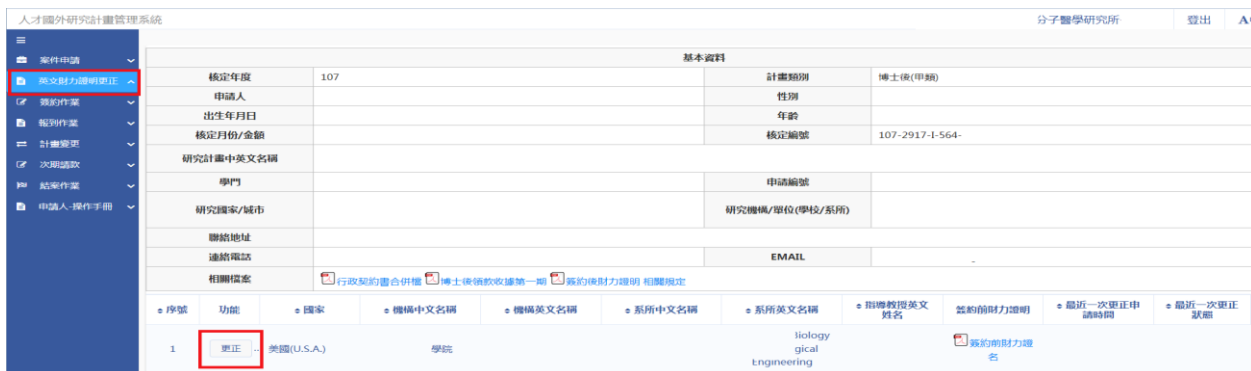 人才國外研究計畫管理系統 分子醫學研究所 登出
案件申請
英文財力證明更正
簽約作業
報到作業
計畫變更
次期請款
結案作業
申請人-操作手冊
基本資料
核定年度 107 計畫類別 博士後(甲類)
申請人 性別
出生年月日 年齡
核定月份/金額 核定編號 107-2917-I-564-
研究計畫中英文名稱
學門 申請編號
研究國家/城市 研究機構/單位(學校/系所)
聯絡地址
連絡電話 EMAIL
相關檔案 行政契約書合併檔 博士後領款收據第一期 簽約後財力證明 相關規定
序號 功能 國家 機構中文名稱 機構英文名稱 系所中文名稱 系所英文名稱 指導教授英文姓名 簽約前財力證明 最近一次更正申請時間 最近一次更正狀態
1 更正 ... 美國(U.S.A.) 學院 liology
gical
Engineering
簽約前財力證
名